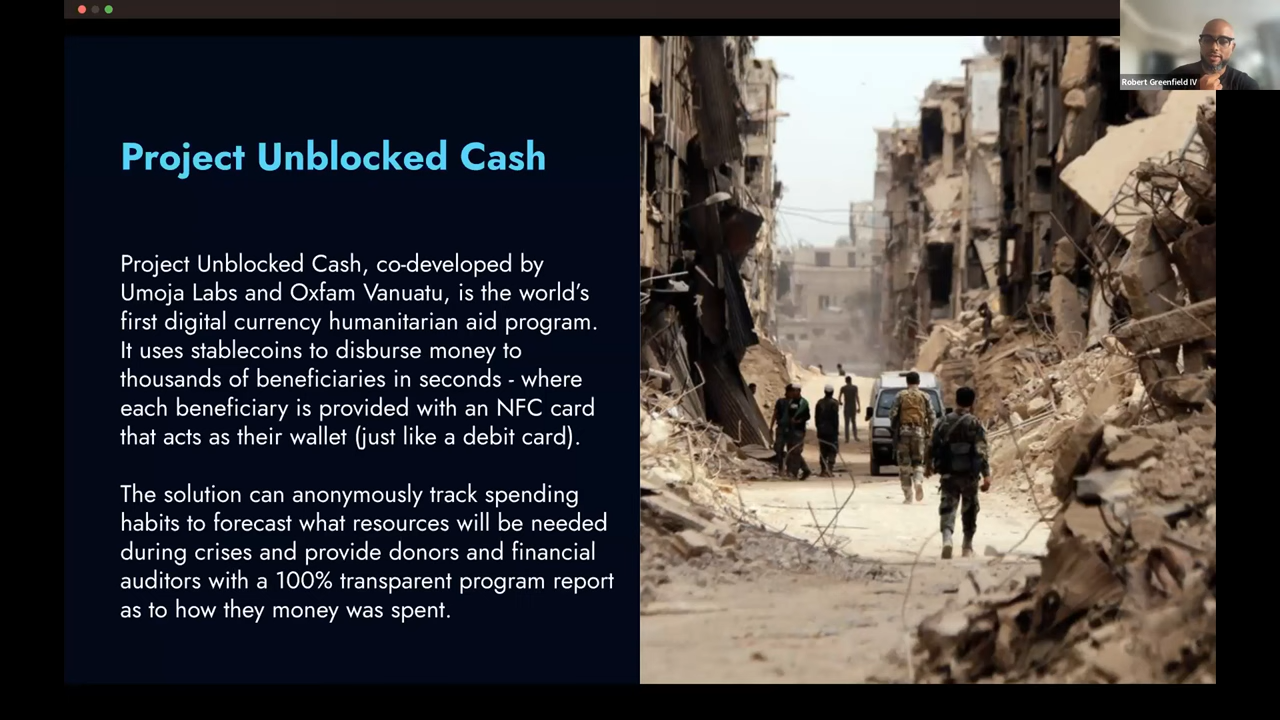 Robert Greenfield IV
Project Unblocked Cash
Project Unblocked Cash, co-developed by
Umoja Labs and Oxfam Vanuatu, is the world’s
first digital currency humanitarian aid program.
It uses stablecoins to disburse money to
thousands of beneficiaries in seconds - where
each beneficiary is provided with an NFC card
that acts as their wallet (just like a debit card).
The solution can anonymously track spending
habits to forecast what resources will be needed
during crises and provide donors and financial
auditors with a 100% transparent program report
as to how they money was spent.